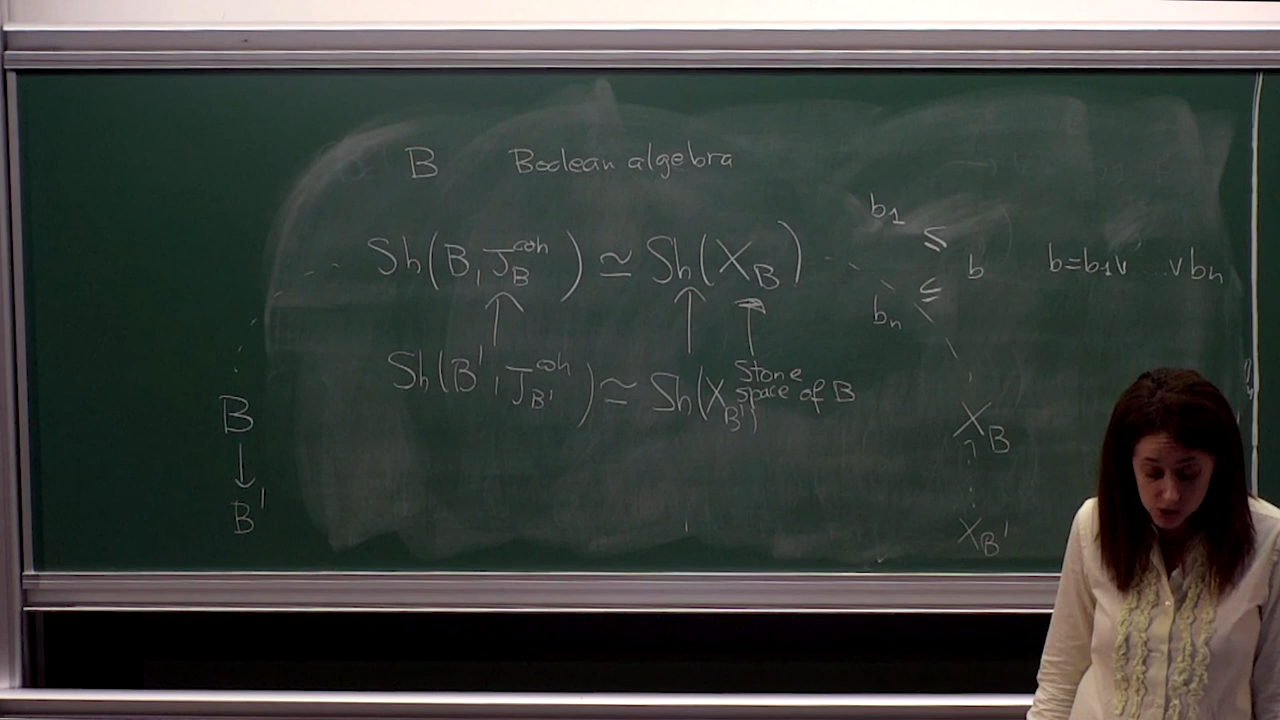 B Boolean algebra
Sh(B, J_B^coh) ≃ Sh(X_B)
b1 ≤ b
bn ≤
b=b1∨ ... ∨bn
↑ ↑ ↑
Sh(B', J_B'^coh) ≃ Sh(X_B')
Stone
space of B
B
↓
B'
X_B
↑
X_B'